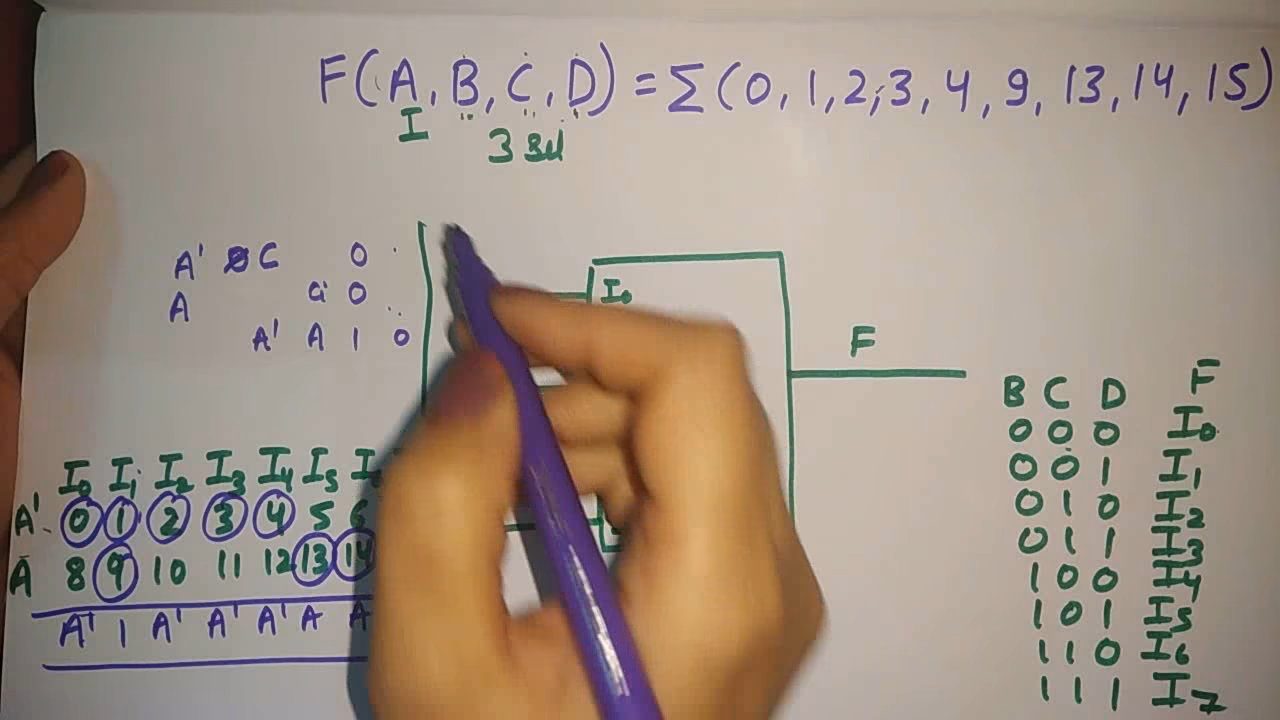 F(A, B, C, D) = Σ(0, 1, 2, 3, 4, 9, 13, 14, 15)
I 3 sel
A' C 0
A a 0
A' A 1 0
I0
F
B C D F
0 0 0 I0
0 0 1 I1
0 1 0 I2
0 1 1 I3
1 0 0 I4
1 0 1 I5
1 1 0 I6
1 1 1 I7
I0 I1 I2 I3 I4 I5 I6
A' 0 1 2 3 4 5 6
A 8 9 10 11 12 13 14
A' 1 A' A' A' A A